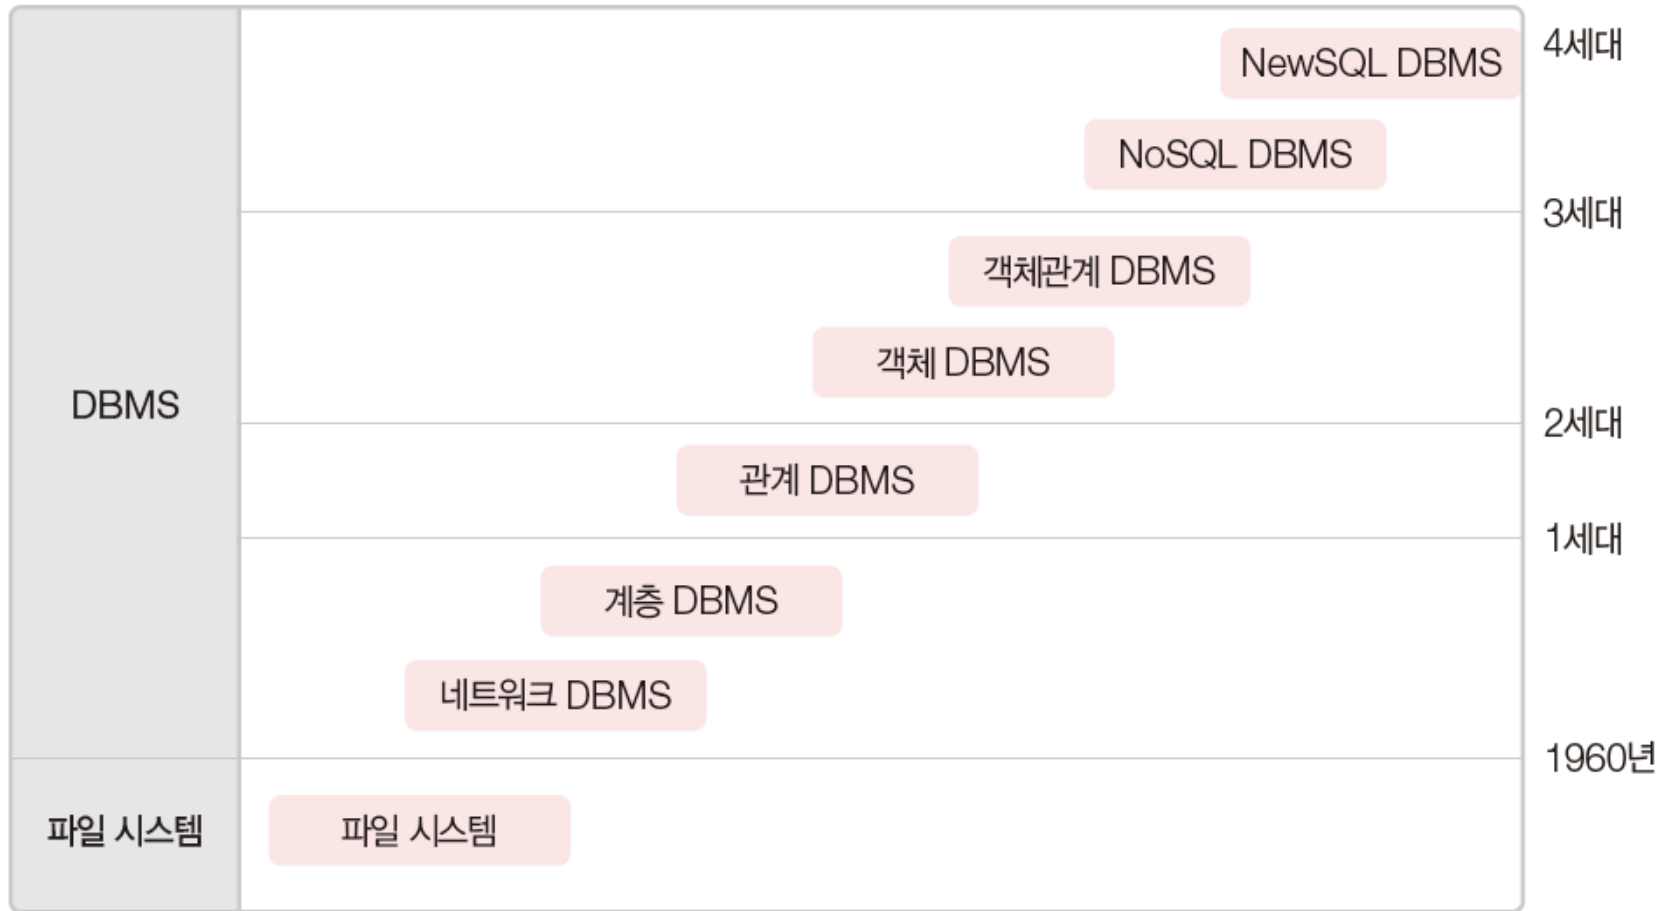 4세대
NewSQL DBMS
NoSQL DBMS
3세대
객체관계 DBMS
객체 DBMS
DBMS
2세대
관계 DBMS
1세대
계층 DBMS
네트워크 DBMS
1960년
파일 시스템
파일 시스템